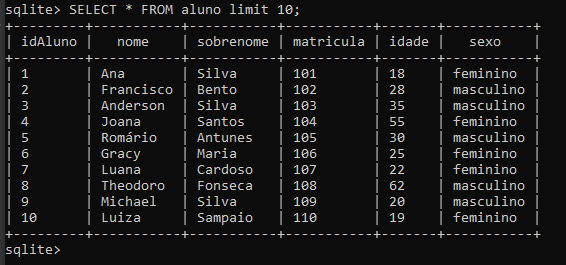 sqlite> SELECT * FROM aluno limit 10;
+---------+-----------+-----------+-----------+-------+-----------+
| idAluno |   nome    | sobrenome | matricula | idade |   sexo    |
+---------+-----------+-----------+-----------+-------+-----------+
| 1       | Ana       | Silva     | 101       | 18    | feminino  |
| 2       | Francisco | Bento     | 102       | 28    | masculino |
| 3       | Anderson  | Silva     | 103       | 35    | masculino |
| 4       | Joana     | Santos    | 104       | 55    | feminino  |
| 5       | Romário   | Antunes   | 105       | 30    | masculino |
| 6       | Gracy     | Maria     | 106       | 25    | feminino  |
| 7       | Luana     | Cardoso   | 107       | 22    | feminino  |
| 8       | Theodoro  | Fonseca   | 108       | 62    | masculino |
| 9       | Michael   | Silva     | 109       | 20    | masculino |
| 10      | Luiza     | Sampaio   | 110       | 19    | feminino  |
+---------+-----------+-----------+-----------+-------+-----------+
sqlite>